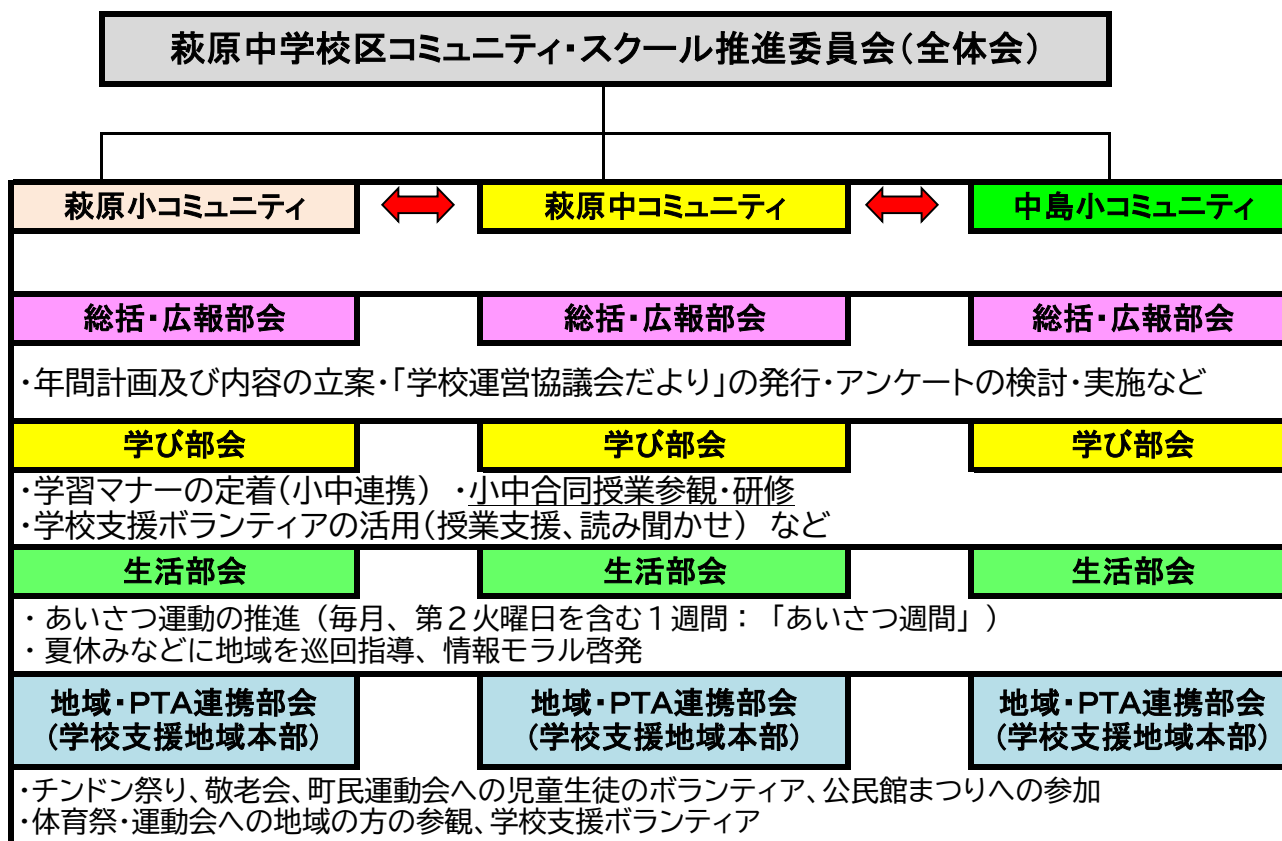 萩原中学校区コミュニティ・スクール推進委員会(全体会)
萩原小コミュニティ
萩原中コミュニティ
中島小コミュニティ
総括・広報部会
総括・広報部会
総括・広報部会
・年間計画及び内容の立案・「学校運営協議会だより」の発行・アンケートの検討・実施など
学び部会
学び部会
学び部会
・学習マナーの定着(小中連携) ・小中合同授業参観・研修
・学校支援ボランティアの活用(授業支援、読み聞かせ) など
生活部会
生活部会
生活部会
・あいさつ運動の推進(毎月、第2火曜日を含む1週間:「あいさつ週間」)
・夏休みなどに地域を巡回指導、情報モラル啓発
地域・PTA連携部会
(学校支援地域本部)
地域・PTA連携部会
(学校支援地域本部)
地域・PTA連携部会
(学校支援地域本部)
・チンドン祭り、敬老会、町民運動会への児童生徒のボランティア、公民館まつりへの参加
・体育祭・運動会への地域の方の参観、学校支援ボランティア